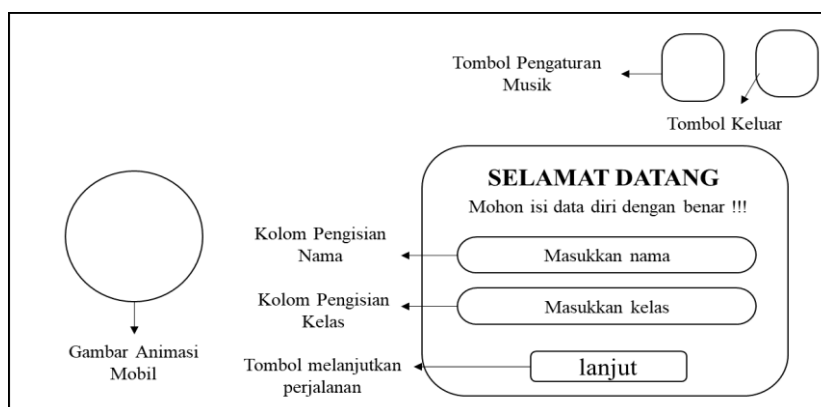 Tombol Pengaturan
Musik
Tombol Keluar
SELAMAT DATANG
Mohon isi data diri dengan benar !!!
Kolom Pengisian
Nama
Masukkan nama
Kolom Pengisian
Kelas
Masukkan kelas
Gambar Animasi
Mobil
Tombol melanjutkan
perjalanan
lanjut